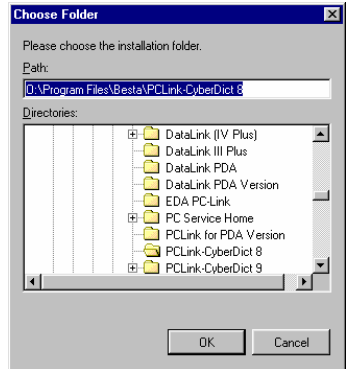 Choose Folder
Please choose the installation folder.
Path:
D:\Program Files\Besta\PCLink-CyberDict 8
Directories:
DataLink (IV Plus)
DataLink III Plus
DataLink PDA
DataLink PDA Version
EDA PC-Link
PC Service Home
PCLink for PDA Version
PCLink-CyberDict 8
PCLink-CyberDict 9
OK Cancel